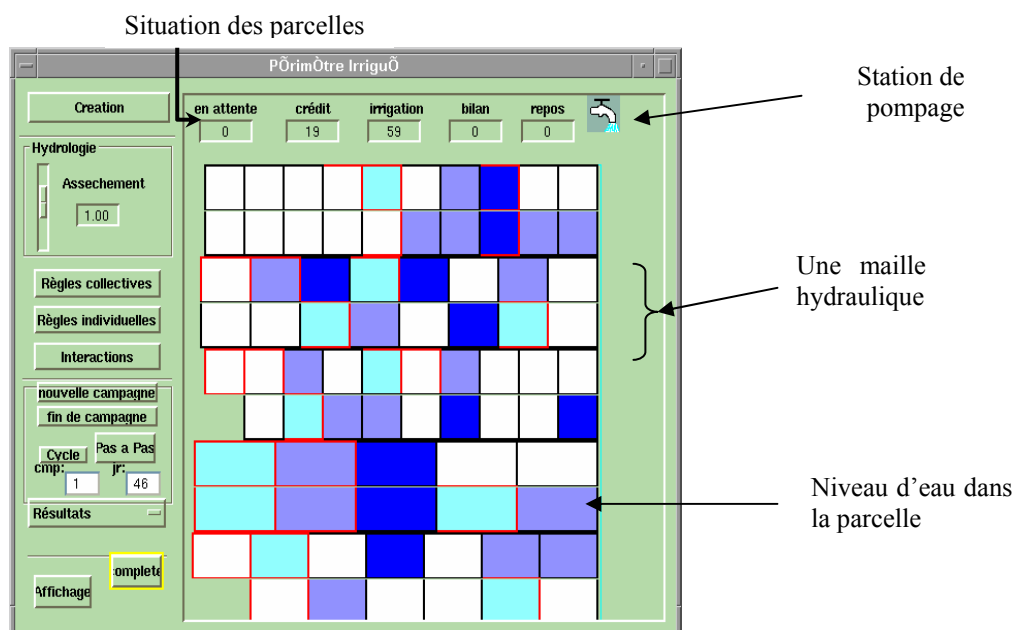 Situation des parcelles
PÕrimÒtre IrriguÕ
Station de
pompage
Creation
en attente
crédit
irrigation
bilan
repos
0
19
59
0
0
Hydrologie
Assechement
1.00
Règles collectives
Règles individuelles
Interactions
Une maille
hydraulique
nouvelle campagne
fin de campagne
Cycle
Pas a Pas
cmp:
jr:
1
46
Résultats
Niveau d'eau dans
la parcelle
Affichage
complete